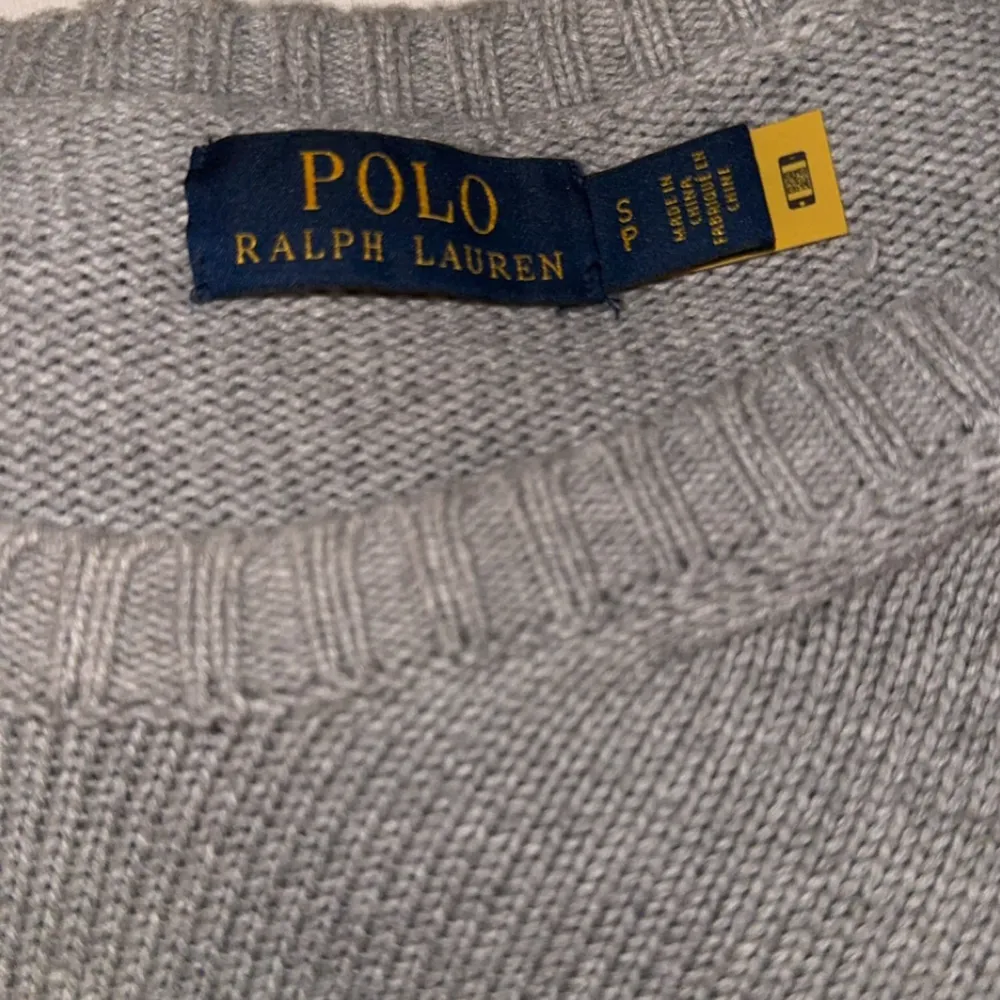 POLO
RALPH LAUREN
S
P
MADE IN
CHINA
FABRIQUÉ EN
CHINE